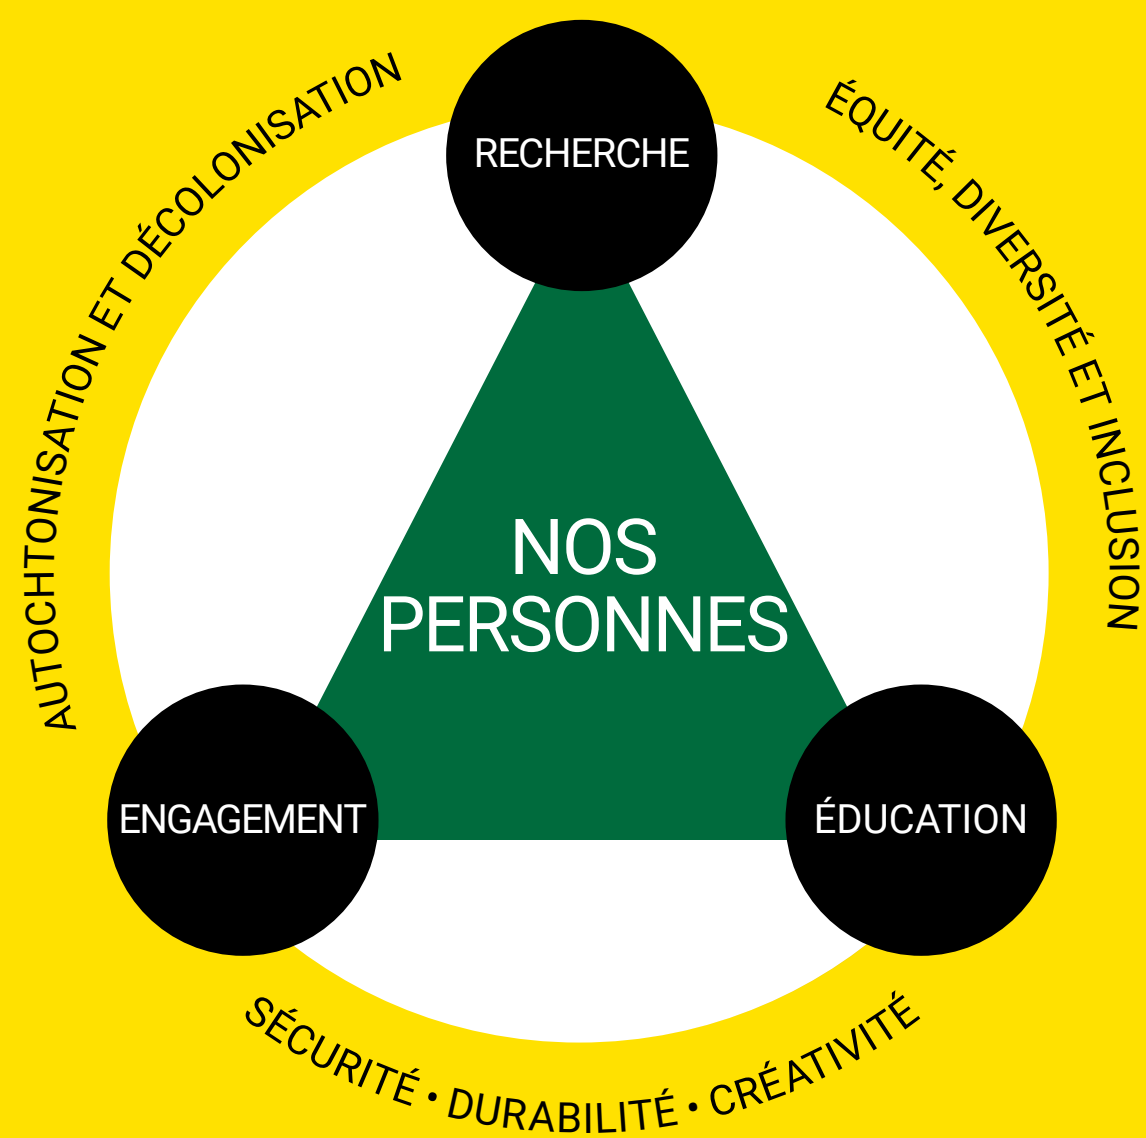 AUTOCHTONISATION ET DÉCOLONISATION
ÉQUITÉ, DIVERSITÉ ET INCLUSION
RECHERCHE
NOS
PERSONNES
ENGAGEMENT
ÉDUCATION
SÉCURITÉ • DURABILITÉ • CRÉATIVITÉ